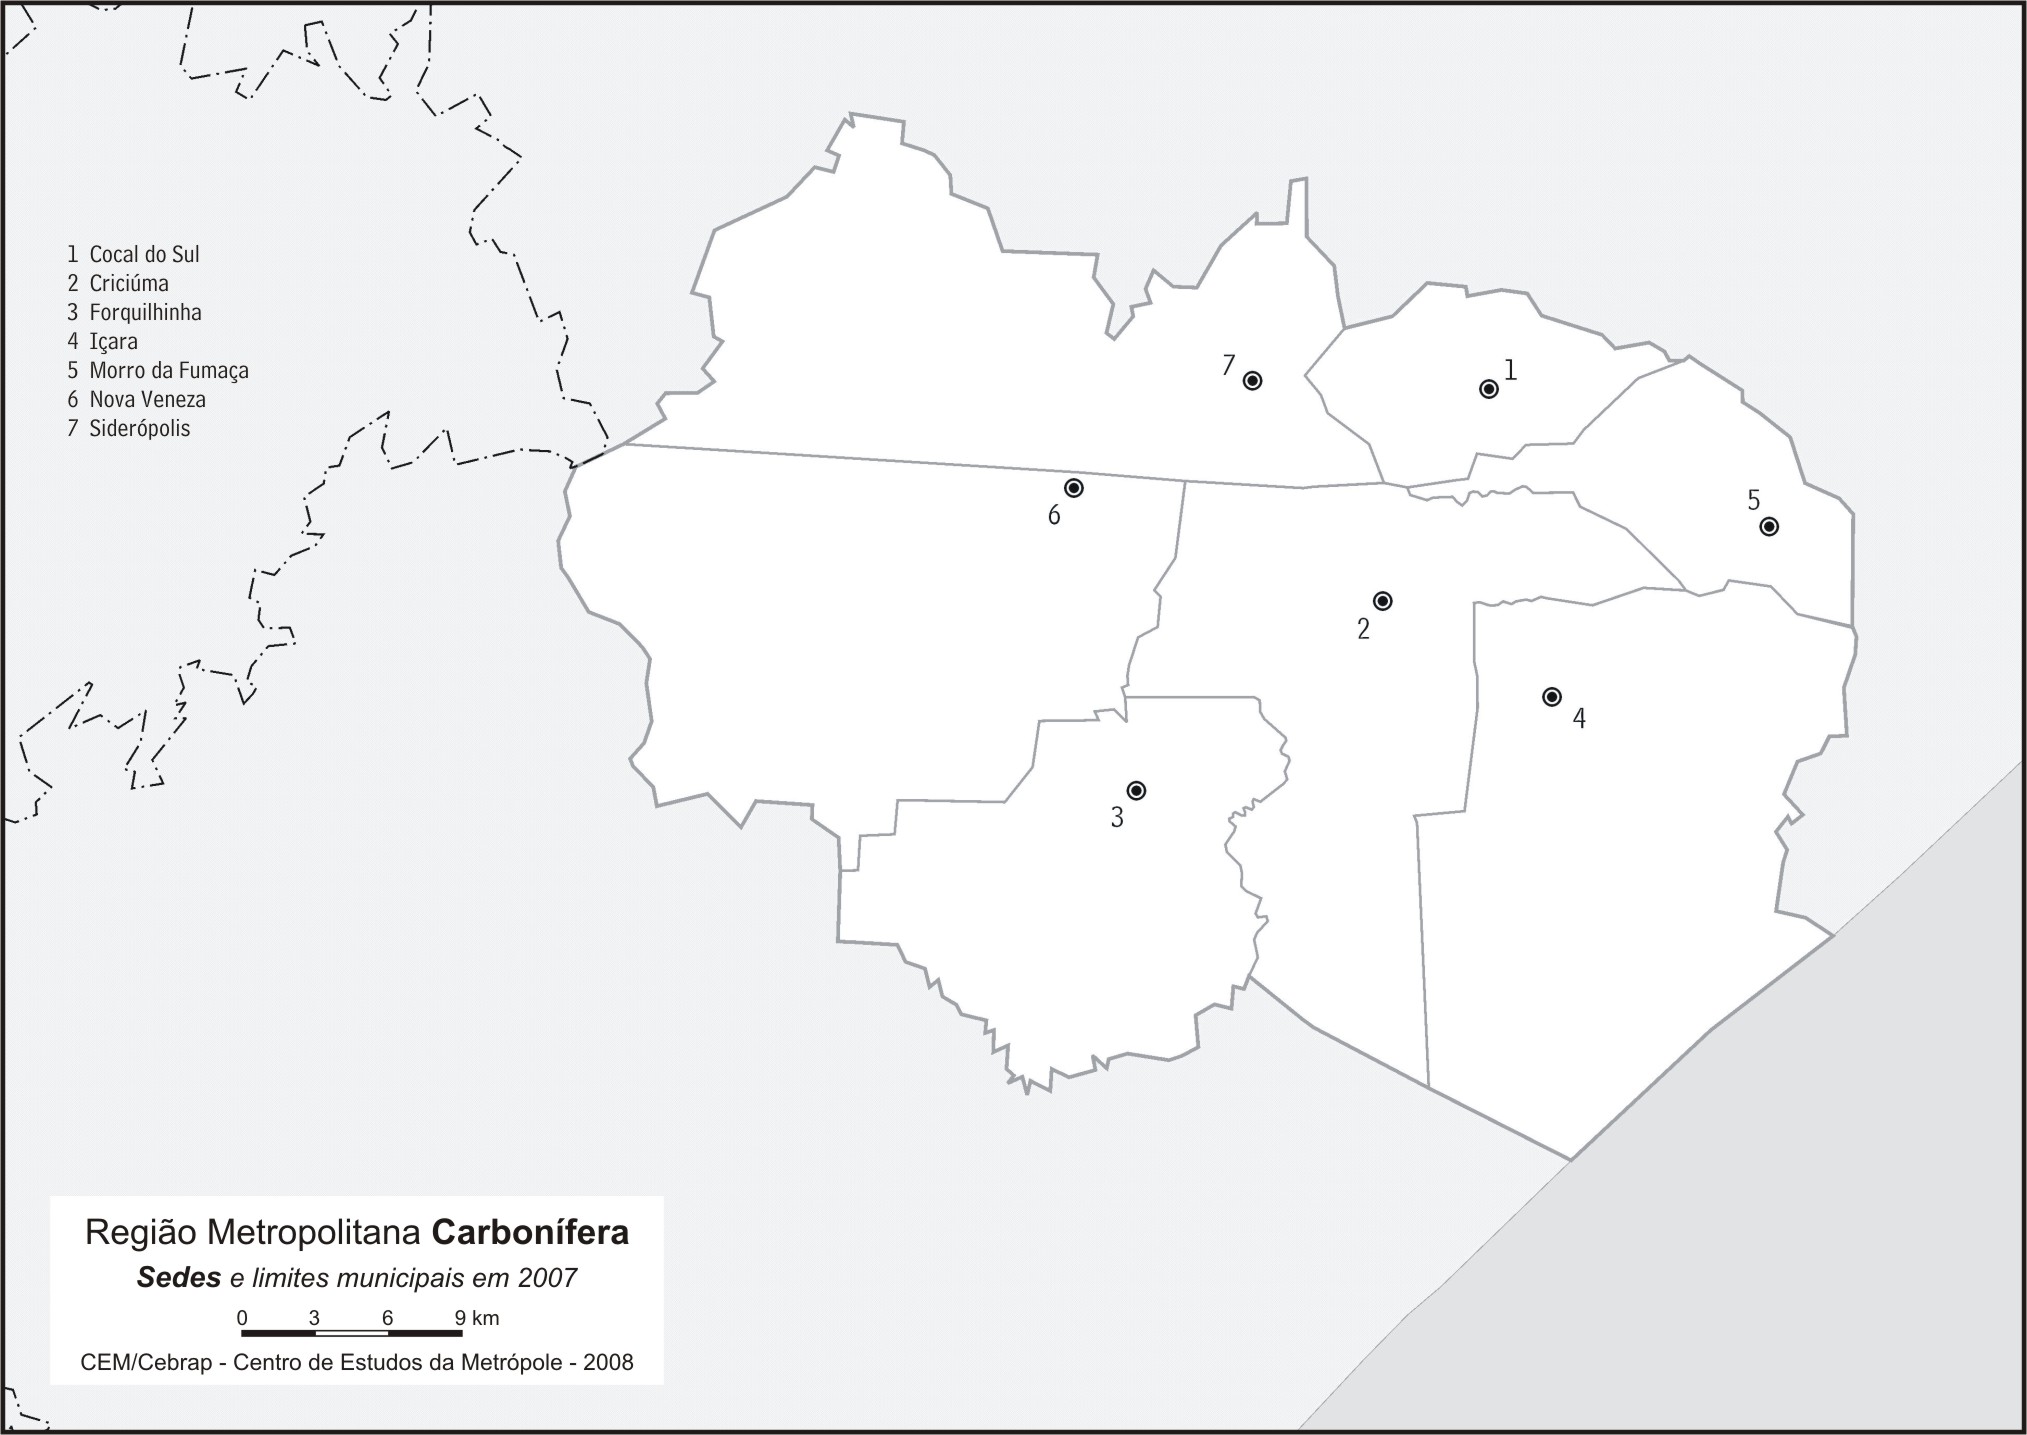 1 Cocal do Sul
2 Criciúma
3 Forquilhinha
4 Içara
5 Morro da Fumaça
6 Nova Veneza
7 Siderópolis
7
1
6
5
2
4
3
Região Metropolitana Carbonífera
Sedes e limites municipais em 2007
0 3 6 9 km
CEM/Cebrap - Centro de Estudos da Metrópole - 2008